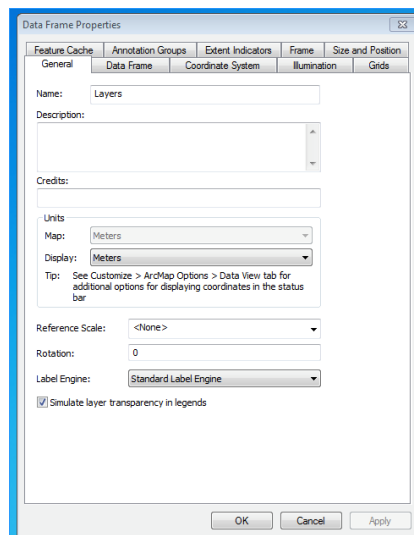 Data Frame Properties
Feature Cache Annotation Groups Extent Indicators Frame Size and Position
General Data Frame Coordinate System Illumination Grids
Name: Layers
Description:
Credits:
Units
Map: Meters
Display: Meters
Tip: See Customize > ArcMap Options > Data View tab for
additional options for displaying coordinates in the status
bar
Reference Scale: <None>
Rotation: 0
Label Engine: Standard Label Engine
Simulate layer transparency in legends
OK Cancel Apply